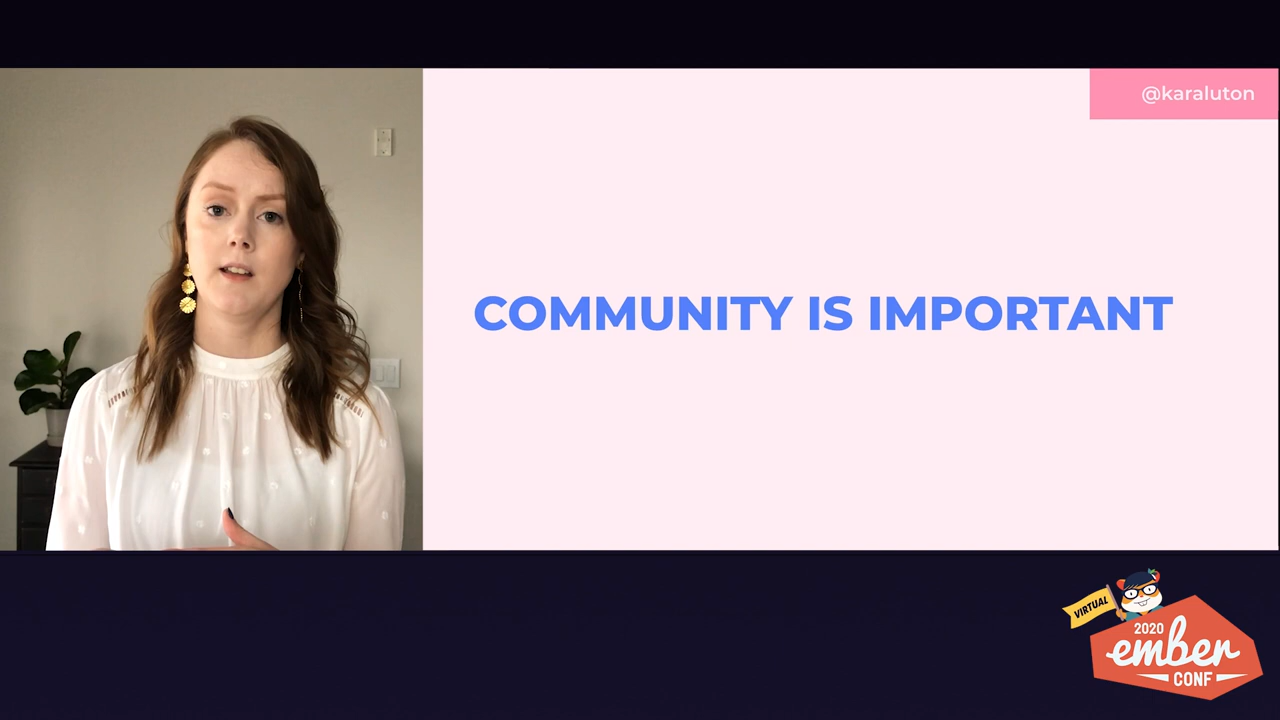 @karaluton
COMMUNITY IS IMPORTANT
VIRTUAL
2020
ember
CONF